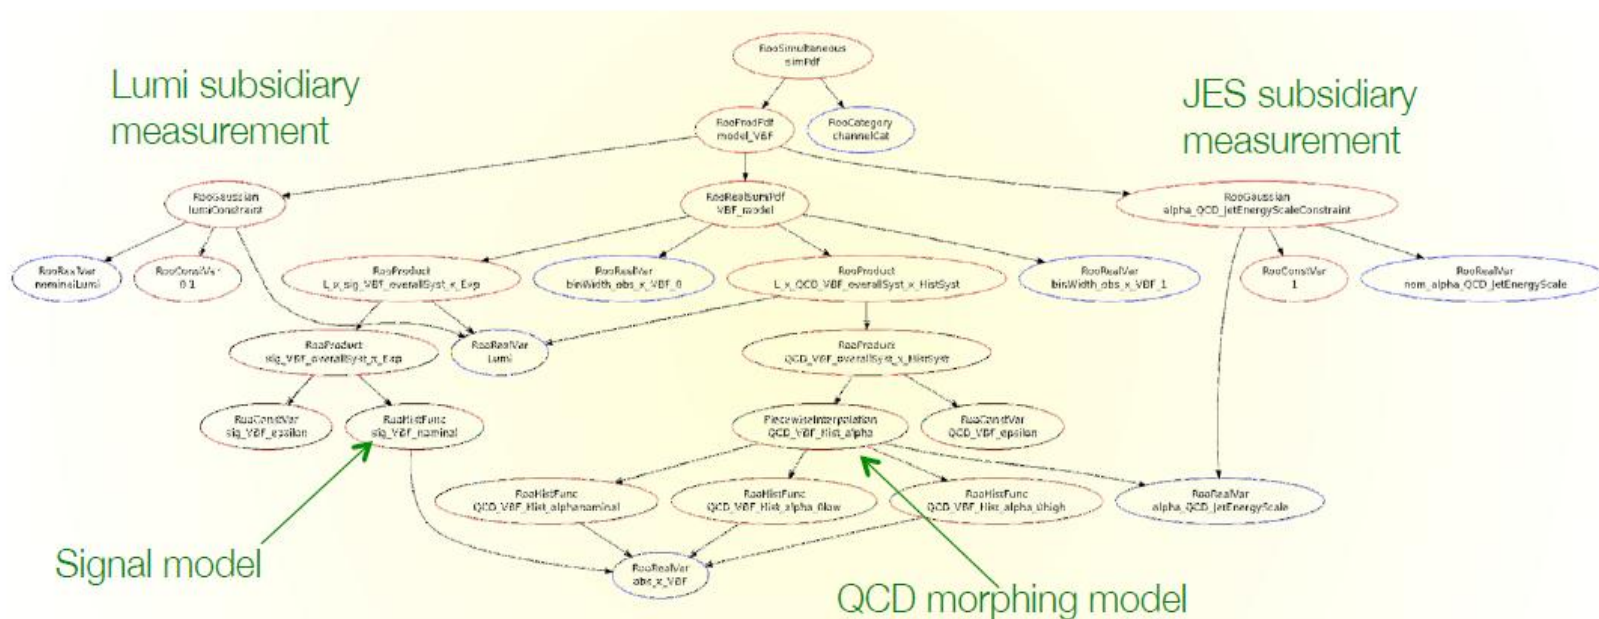 RooSimultaneous
simPdf
Lumi subsidiary
measurement
JES subsidiary
measurement
RooProdPdf
model_VBF
RooCategory
channelCat
RooGaussian
lumiConstraint
RooRealSumPdf
VBF_model
RooGaussian
alpha_QCD_JetEnergyScaleConstraint
RooRealVar
nominalLumi
RooConstVar
0.1
RooProduct
L_x_sig_VBF_overallSyst_x_Exp
RooRealVar
binWidth_obs_x_VBF_0
RooProduct
L_x_QCD_VBF_overallSyst_x_HistSyst
RooRealVar
binWidth_obs_x_VBF_1
RooConstVar
1
RooRealVar
nom_alpha_QCD_JetEnergyScale
RooProduct
sig_VBF_overallSyst_x_Exp
RooRealVar
Lumi
RooProduct
QCD_VBF_overallSyst_x_HistSyst
RooConstVar
sig_VBF_epsilon
RooHistFunc
sig_VBF_nominal
PiecewiseInterpolation
QCD_VBF_Hist_alpha
RooConstVar
QCD_VBF_epsilon
RooHistFunc
QCD_VBF_Hist_alphanominal
RooHistFunc
QCD_VBF_Hist_alpha_0low
RooHistFunc
QCD_VBF_Hist_alpha_0high
RooRealVar
alpha_QCD_JetEnergyScale
RooRealVar
obs_x_VBF
Signal model
QCD morphing model